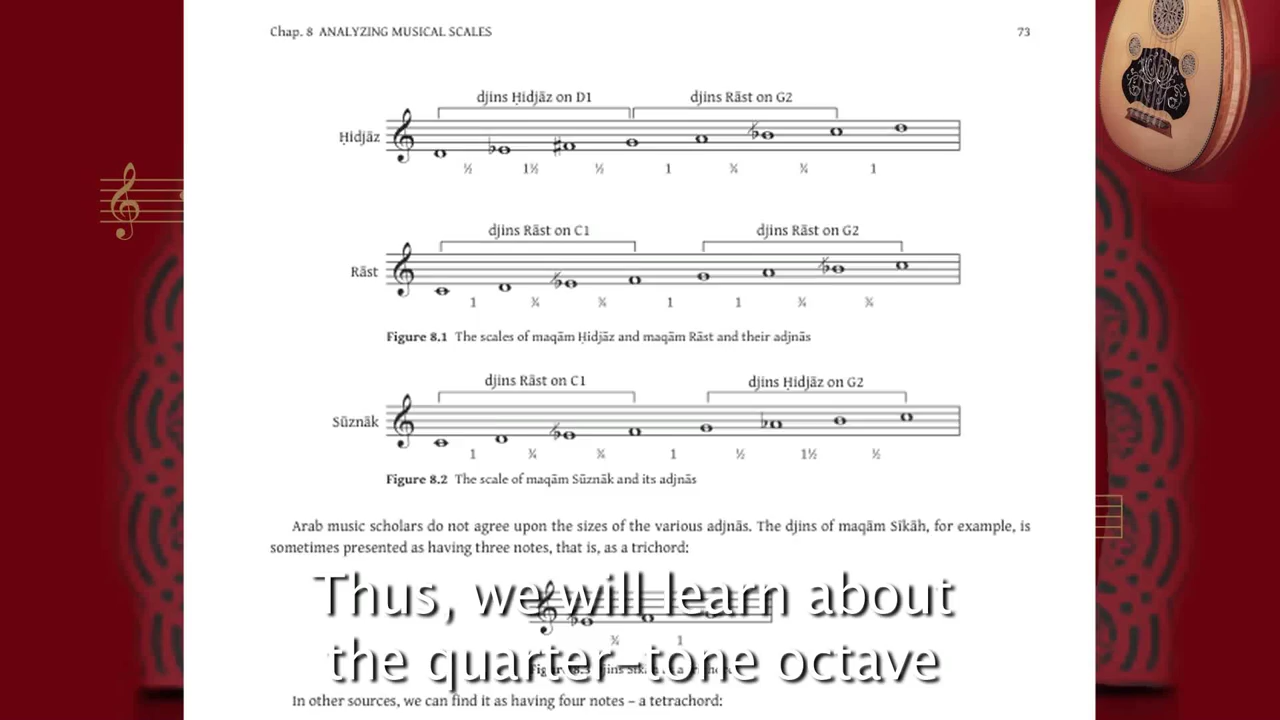 Chap. 8 ANALYZING MUSICAL SCALES 73
djins Ḥidjāz on D1 djins Rāst on G2
Ḥidjāz
½ 1½ ½ 1 ¾ ¾ 1
djins Rāst on C1 djins Rāst on G2
Rāst
1 ¾ ¾ 1 1 ¾ ¾
Figure 8.1 The scales of maqām Ḥidjāz and maqām Rāst and their adjnās
djins Rāst on C1 djins Ḥidjāz on G2
Sūznāk
1 ¾ ¾ 1 ½ 1½ ½
Figure 8.2 The scale of maqām Sūznāk and its adjnās
Arab music scholars do not agree upon the sizes of the various adjnās. The djins of maqām Sīkāh, for example, is
sometimes presented as having three notes, that is, as a trichord:
Thus, we will learn about
¾ 1
the quarter-tone octave
In other sources, we can find it as having four notes – a tetrachord: